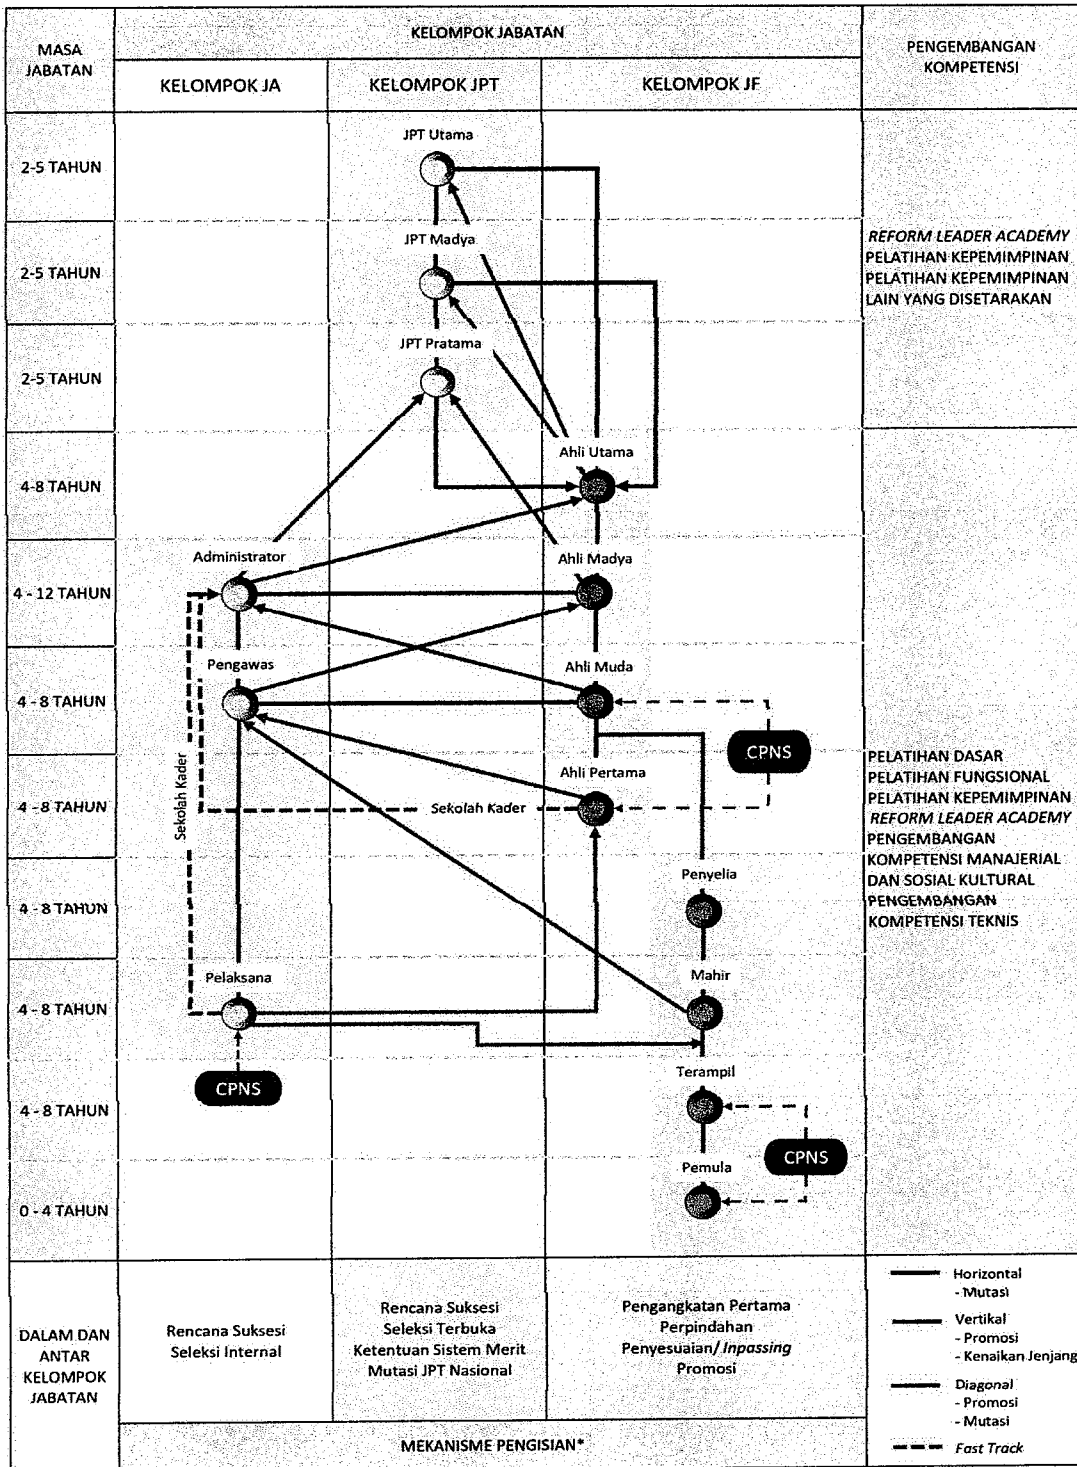 MASA
JABATAN
KELOMPOK JABATAN
PENGEMBANGAN
KOMPETENSI
KELOMPOK JA
KELOMPOK JPT
KELOMPOK JF
2-5 TAHUN
JPT Utama
2-5 TAHUN
JPT Madya
REFORM LEADER ACADEMY
PELATIHAN KEPEMIMPINAN
PELATIHAN KEPEMIMPINAN
LAIN YANG DISETARAKAN
2-5 TAHUN
JPT Pratama
4-8 TAHUN
Ahli Utama
4 - 12 TAHUN
Administrator
Ahli Madya
4 - 8 TAHUN
Pengawas
Ahli Muda
CPNS
4 - 8 TAHUN
Sekolah Kader
Sekolah Kader
Ahli Pertama
PELATIHAN DASAR
PELATIHAN FUNGSIONAL
PELATIHAN KEPEMIMPINAN
REFORM LEADER ACADEMY
PENGEMBANGAN
KOMPETENSI MANAJERIAL
DAN SOSIAL KULTURAL
PENGEMBANGAN
KOMPETENSI TEKNIS
4 - 8 TAHUN
Penyelia
4 - 8 TAHUN
Pelaksana
Mahir
CPNS
4 - 8 TAHUN
Terampil
CPNS
0 - 4 TAHUN
Pemula
DALAM DAN
ANTAR
KELOMPOK
JABATAN
Rencana Suksesi
Seleksi Internal
Rencana Suksesi
Seleksi Terbuka
Ketentuan Sistem Merit
Mutasi JPT Nasional
Pengangkatan Pertama
Perpindahan
Penyesuaian/ Inpassing
Promosi
MEKANISME PENGISIAN*
Horizontal
- Mutasi
Vertikal
- Promosi
- Kenaikan Jenjang
Diagonal
- Promosi
- Mutasi
Fast Track